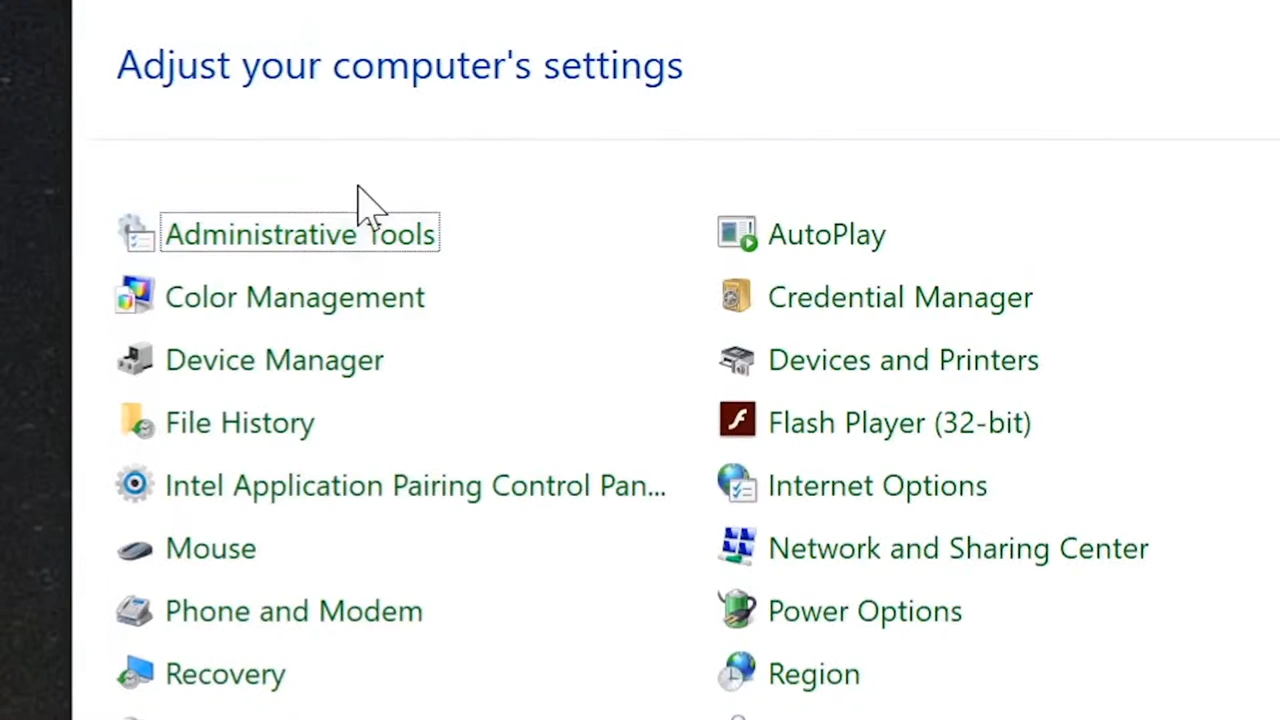 Adjust your computer's settings
Administrative Tools
AutoPlay
Color Management
Credential Manager
Device Manager
Devices and Printers
File History
Flash Player (32-bit)
Intel Application Pairing Control Pan...
Internet Options
Mouse
Network and Sharing Center
Phone and Modem
Power Options
Recovery
Region